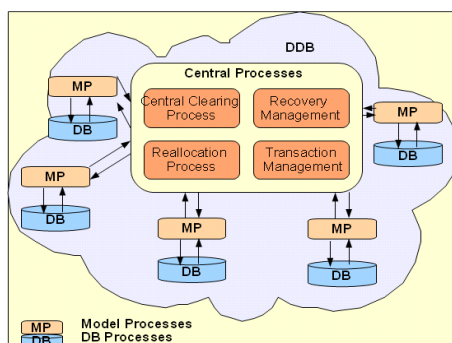 DDB
Central Processes
Central Clearing
Process
Recovery
Management
Reallocation
Process
Transaction
Management
MP
DB
MP
DB
MP
DB
MP
DB
MP
DB
MP Model Processes
DB DB Processes